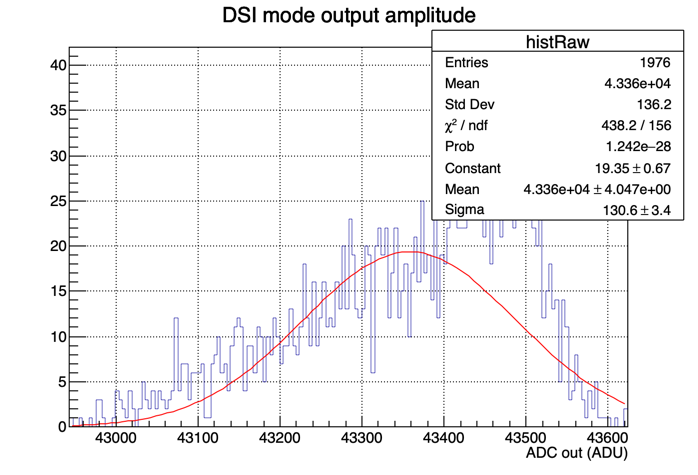 DSI mode output amplitude
histRaw
Entries 1976
Mean 4.336e+04
Std Dev 136.2
χ² / ndf 438.2 / 156
Prob 1.242e−28
Constant 19.35 ± 0.67
Mean 4.336e+04 ± 4.047e+00
Sigma 130.6 ± 3.4
40
35
30
25
20
15
10
5
0
43000 43100 43200 43300 43400 43500 43600
ADC out (ADU)